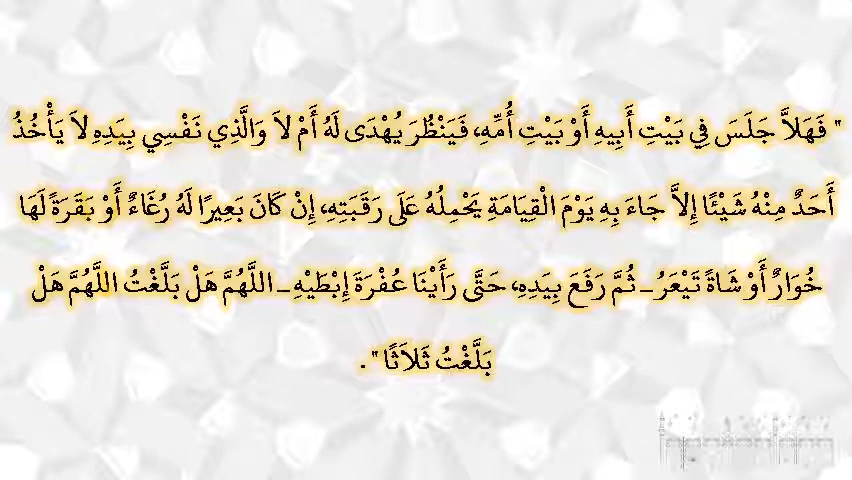 " فَهَلاَّ جَلَسَ فِي بَيْتِ أَبِيهِ أَوْ بَيْتِ أُمِّهِ، فَيَنْظُرَ يُهْدَى لَهُ أَمْ لاَ وَالَّذِي نَفْسِي بِيَدِهِ لاَ يَأْخُذُ
أَحَدٌ مِنْهُ شَيْئًا إِلاَّ جَاءَ بِهِ يَوْمَ الْقِيَامَةِ يَحْمِلُهُ عَلَى رَقَبَتِهِ، إِنْ كَانَ بَعِيرًا لَهُ رُغَاءٌ أَوْ بَقَرَةً لَهَا
خُوَارٌ أَوْ شَاةً تَيْعَرُ ـ ثُمَّ رَفَعَ بِيَدِهِ، حَتَّى رَأَيْنَا عُفْرَةَ إِبْطَيْهِ ـ اللَّهُمَّ هَلْ بَلَّغْتُ اللَّهُمَّ هَلْ
بَلَّغْتُ ثَلاَثًا " .